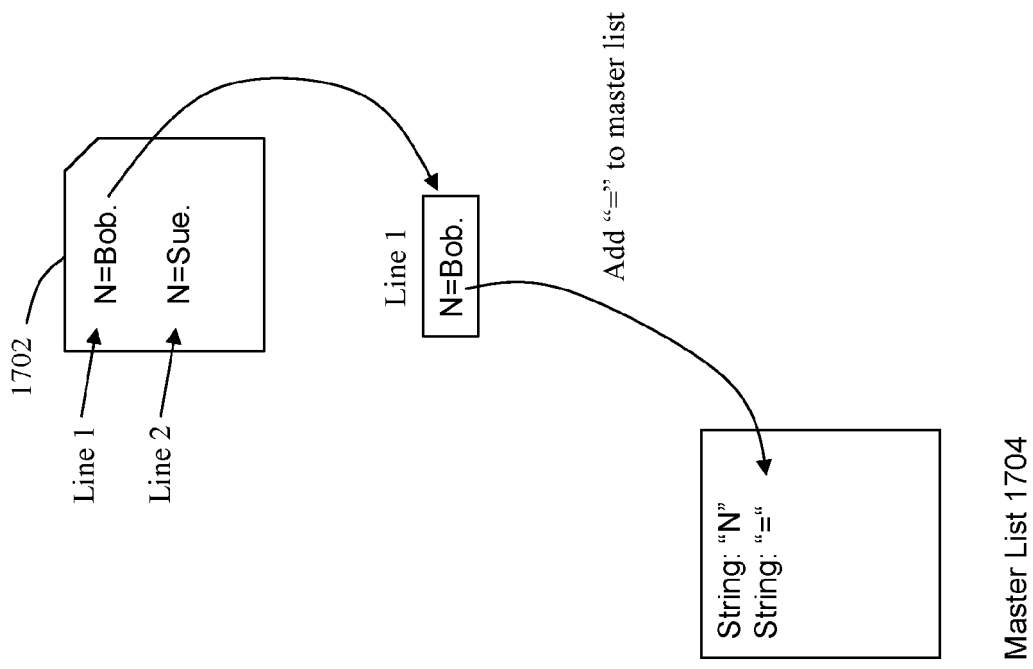 1702
Line 1
N=Bob.
Line 2
N=Sue.
Line 1
N=Bob.
Add “=” to master list
String: “N”
String: “=“
Master List 1704